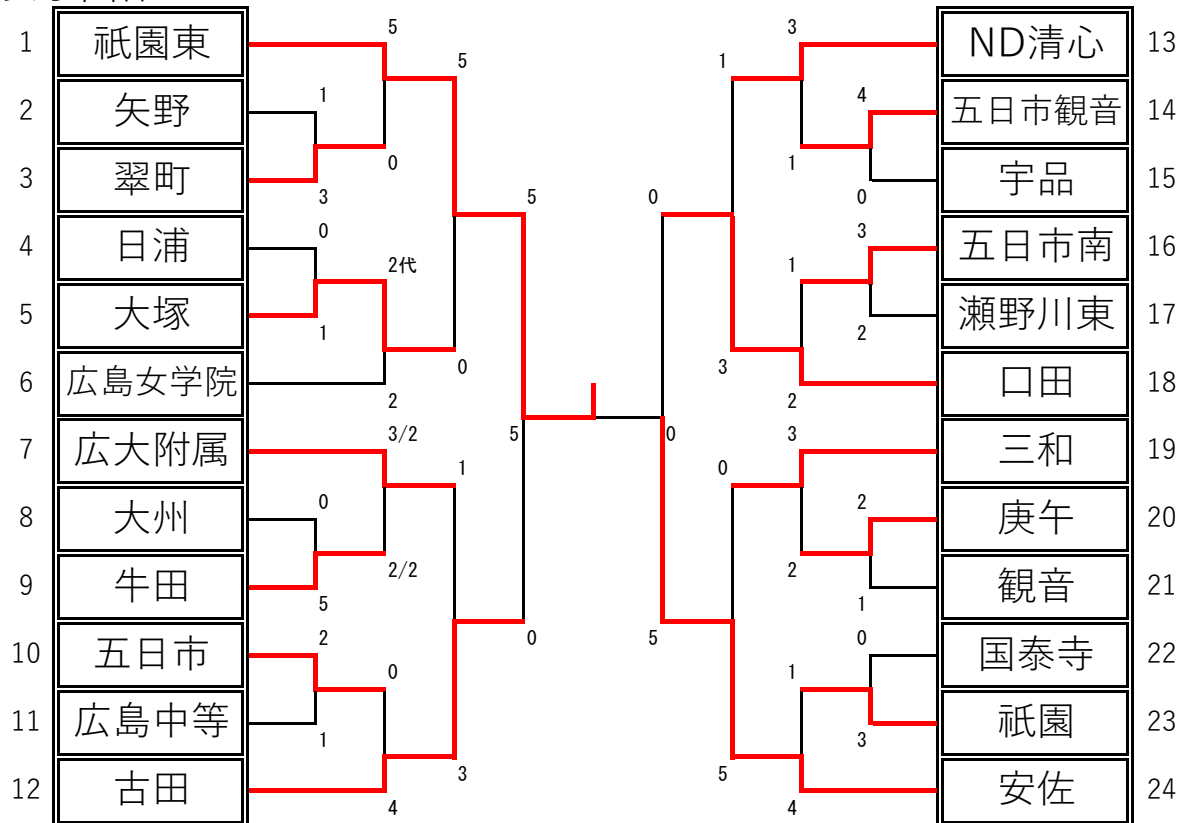 1 祇園東
2 矢野
3 翠町
4 日浦
5 大塚
6 広島女学院
7 広大附属
8 大州
9 牛田
10 五日市
11 広島中等
12 古田
5
1
0
3
0
2代
1
2
3/2
0
2/2
5
2
0
1
4
5
0
1
3
5
0
5
0
0
5
1
3
0
5
3
4
1
0
3
1
2
2
3
2
2
1
0
1
3
4
ND清心 13
五日市観音 14
宇品 15
五日市南 16
瀬野川東 17
口田 18
三和 19
庚午 20
観音 21
国泰寺 22
祇園 23
安佐 24